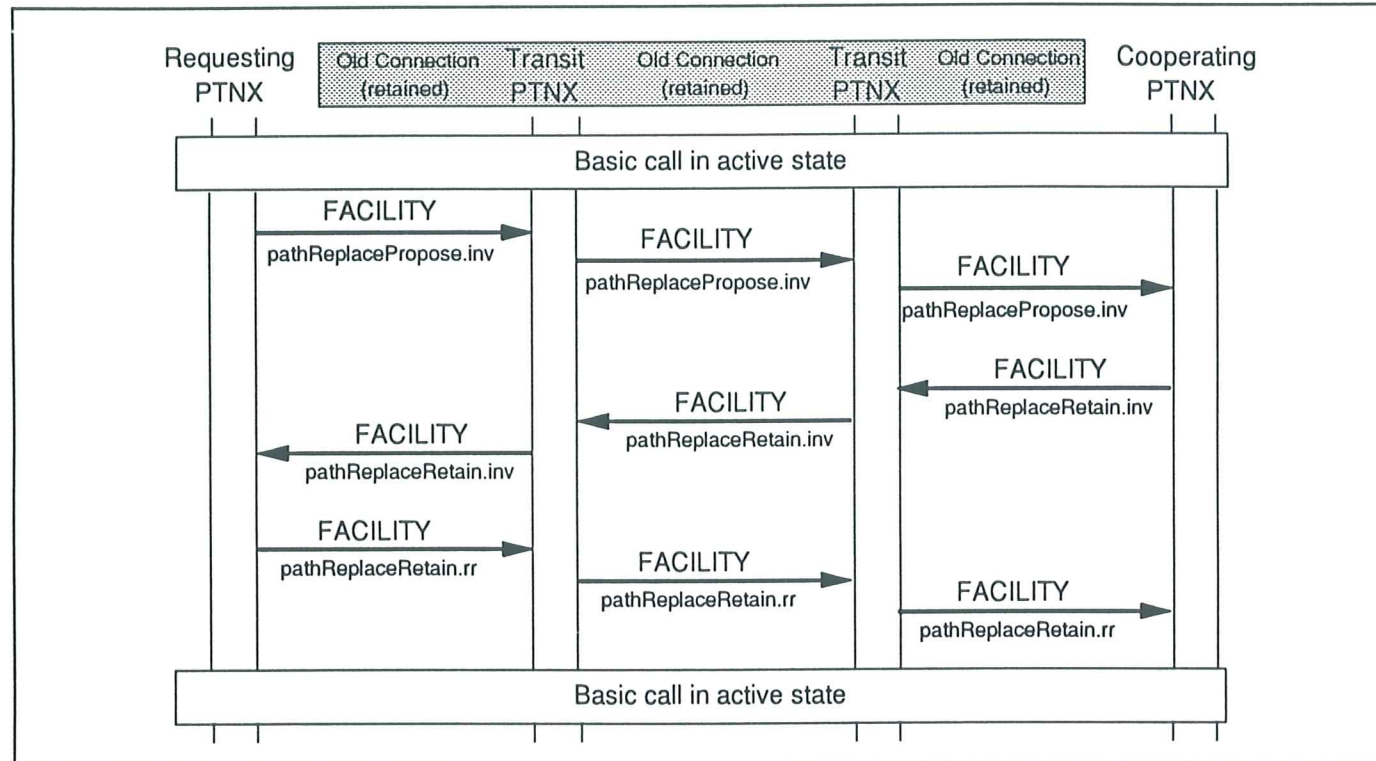 Requesting
PTNX
Old Connection
(retained)
Transit
PTNX
Old Connection
(retained)
Transit
PTNX
Old Connection
(retained)
Cooperating
PTNX
Basic call in active state
FACILITY
pathReplacePropose.inv
FACILITY
pathReplacePropose.inv
FACILITY
pathReplacePropose.inv
FACILITY
pathReplaceRetain.inv
FACILITY
pathReplaceRetain.inv
FACILITY
pathReplaceRetain.inv
FACILITY
pathReplaceRetain.rr
FACILITY
pathReplaceRetain.rr
FACILITY
pathReplaceRetain.rr
Basic call in active state